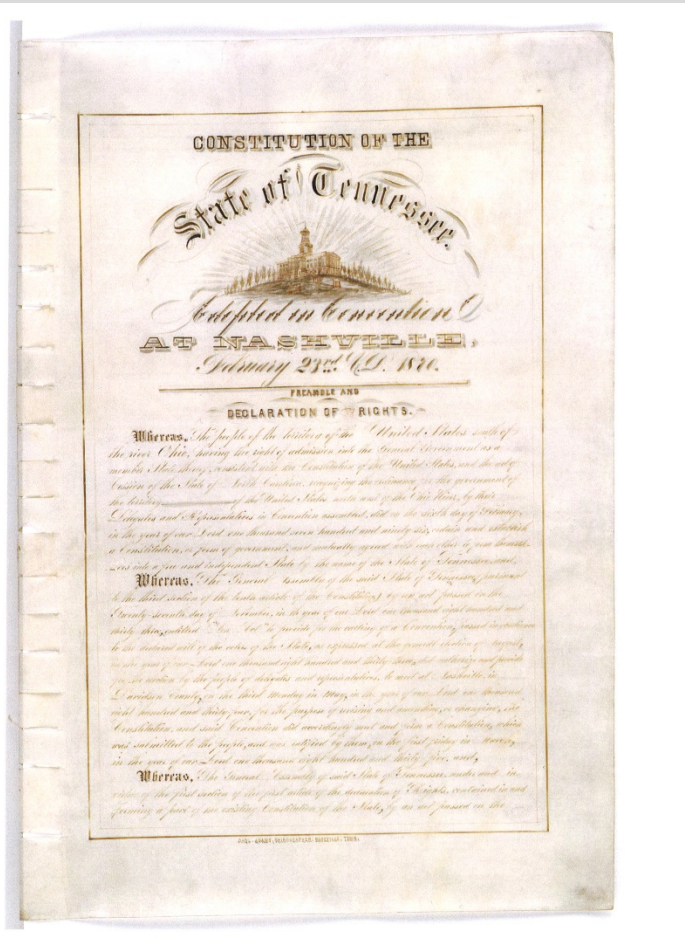 CONSTITUTION OF THE
State of Tennessee.
Adopted in Convention
AT NASHVILLE,
February 23rd. A.D. 1870.
PREAMBLE AND
DECLARATION OF RIGHTS.
Whereas, The people of the territory of the United States south of
the river Ohio, having the right of admission into the General Government as a
member State thereof, consistent with the Constitution of the United States, and the act of
Cession of the State of North Carolina, recognizing the ordinance for the government of
the territory of the United States north west of the Ohio River, by their
Delegates and Representatives in Convention assembled, did on the sixth day of February,
in the year of our Lord one thousand seven hundred and ninety six, ordain and establish
a Constitution, or form of government, and mutually agreed with each other to form themselves
into a free and independent State by the name of the State of Tennessee, and,
Whereas, The General Assembly of the said State of Tennessee, pursuant
to the third section of the tenth article of the Constitution, by an act passed on the
Twenty-seventh day of November, in the year of our Lord one thousand eight hundred and
thirty three, entitled "An Act" to provide for the calling of a Convention, passed in
to the declared will of the voters of the State, as expressed at the general election of August,
in the year of our Lord one thousand eight hundred and thirty three, did authorize and provide
for the election by the people of delegates and representatives, to meet at Nashville, in
Davidson County, on the third Monday in May, in the year of our Lord one thousand
eight hundred and thirty four, for the purpose of revising and amending, or changing, the
Constitution, and said Convention did accordingly meet and form a Constitution, which
was submitted to the people, and was ratified by them, on the first friday in March,
in the year of our Lord one thousand eight hundred and thirty five, and,
Whereas, The General Assembly of said State of Tennessee, under and in
virtue of the first section of the first article of the declaration of Rights, contained in and
forming a part of the existing Constitution of the State, by an act passed on the